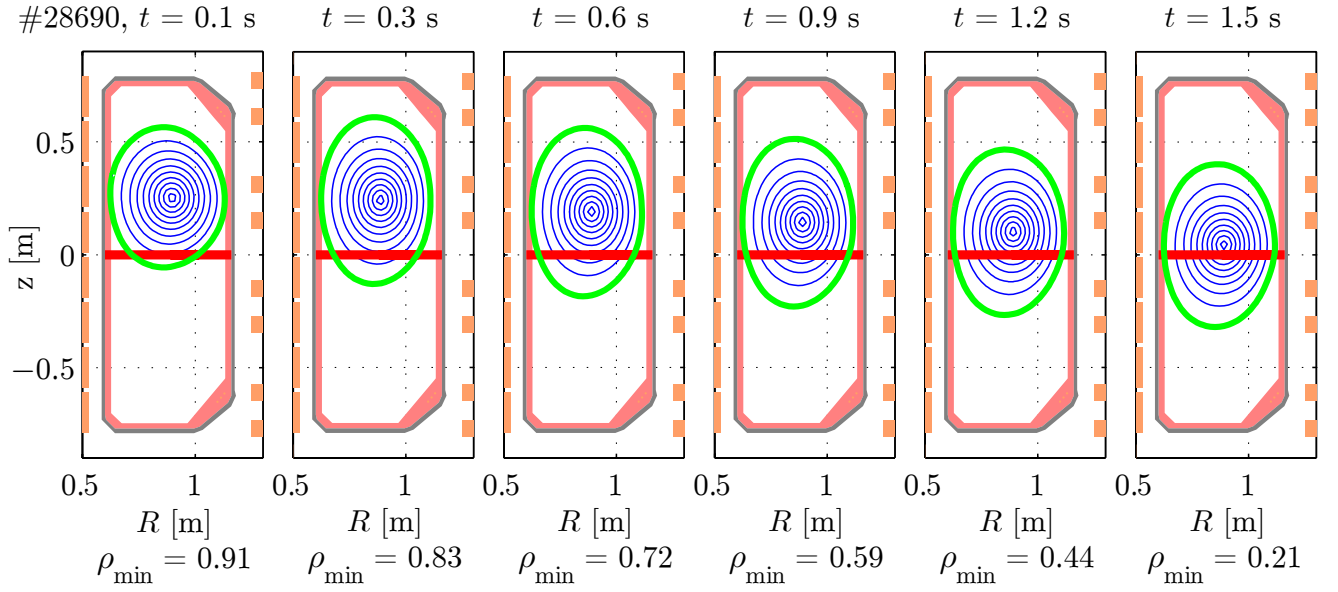 #28690, t = 0.1 s t = 0.3 s t = 0.6 s t = 0.9 s t = 1.2 s t = 1.5 s
z [m]
0.5
0
−0.5
0.5 1 0.5 1 0.5 1 0.5 1 0.5 1 0.5 1
R [m] R [m] R [m] R [m] R [m] R [m]
ρmin = 0.91 ρmin = 0.83 ρmin = 0.72 ρmin = 0.59 ρmin = 0.44 ρmin = 0.21